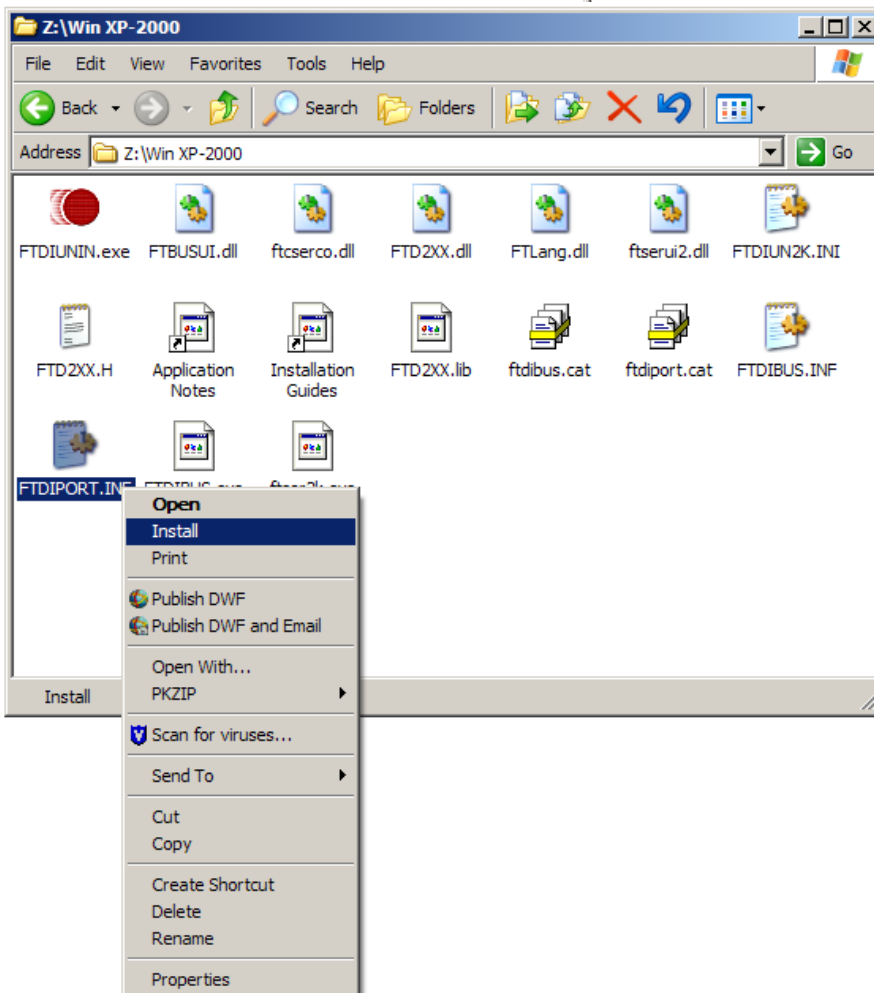 Z:\Win XP-2000
File Edit View Favorites Tools Help
Back Search Folders
Address Z:\Win XP-2000 Go
FTDIUNIN.exe FTBUSUI.dll ftcserco.dll FTD2XX.dll FTLang.dll ftserui2.dll FTDIUN2K.INI
FTD2XX.H Application Installation FTD2XX.lib ftdibus.cat ftdiport.cat FTDIBUS.INF
Notes Guides
FTDIPORT.INF
Open
Install
Print
Publish DWF
Publish DWF and Email
Open With...
PKZIP
Scan for viruses...
Send To
Cut
Copy
Create Shortcut
Delete
Rename
Properties
Install